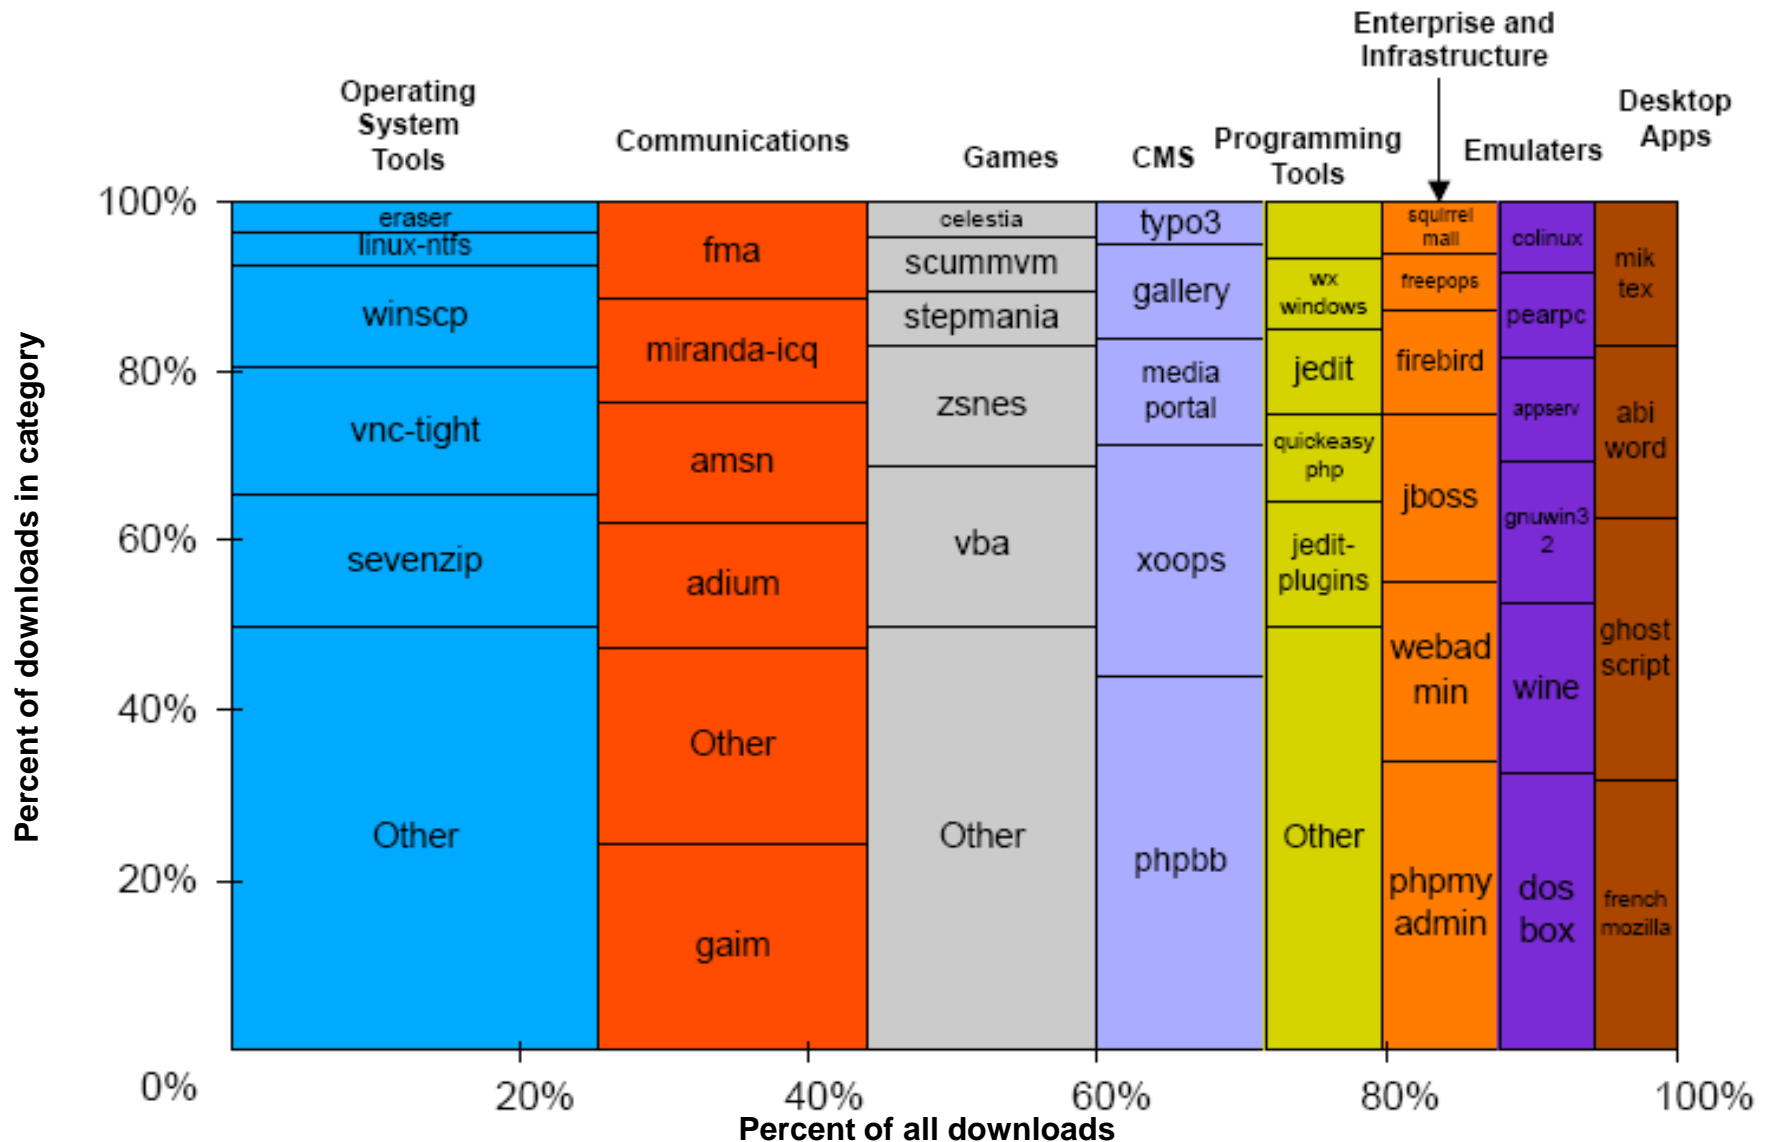 Enterprise and
Infrastructure
Operating
System
Tools
Communications
Games
CMS
Programming
Tools
Emulaters
Desktop
Apps
Percent of downloads in category
100%
80%
60%
40%
20%
0%
eraser
linux-ntfs
winscp
vnc-tight
sevenzip
Other
fma
miranda-icq
amsn
adium
Other
gaim
celestia
scummvm
stepmania
zsnes
vba
Other
typo3
gallery
media
portal
xoops
phpbb
wx
windows
jedit
quickeasy
php
jedit-
plugins
Other
squirrel
mail
freepops
firebird
jboss
webad
min
phpmy
admin
colinux
pearpc
appserv
gnuwin3
2
wine
dos
box
mik
tex
abi
word
ghost
script
french
mozilla
20%
40%
60%
80%
100%
Percent of all downloads